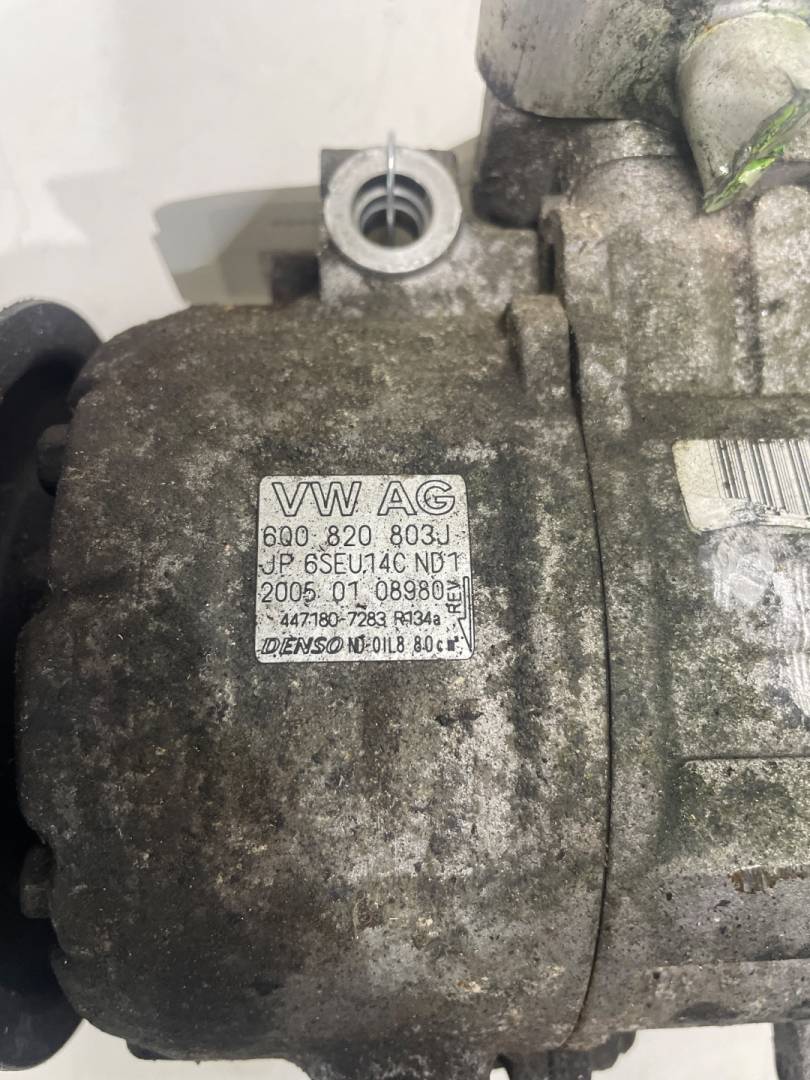 VW AG
6Q0 820 803J
JP 6SEU14C ND1
2005 01 08980
REV
447180-7283 R134a
DENSO ND-OIL8 80cm³